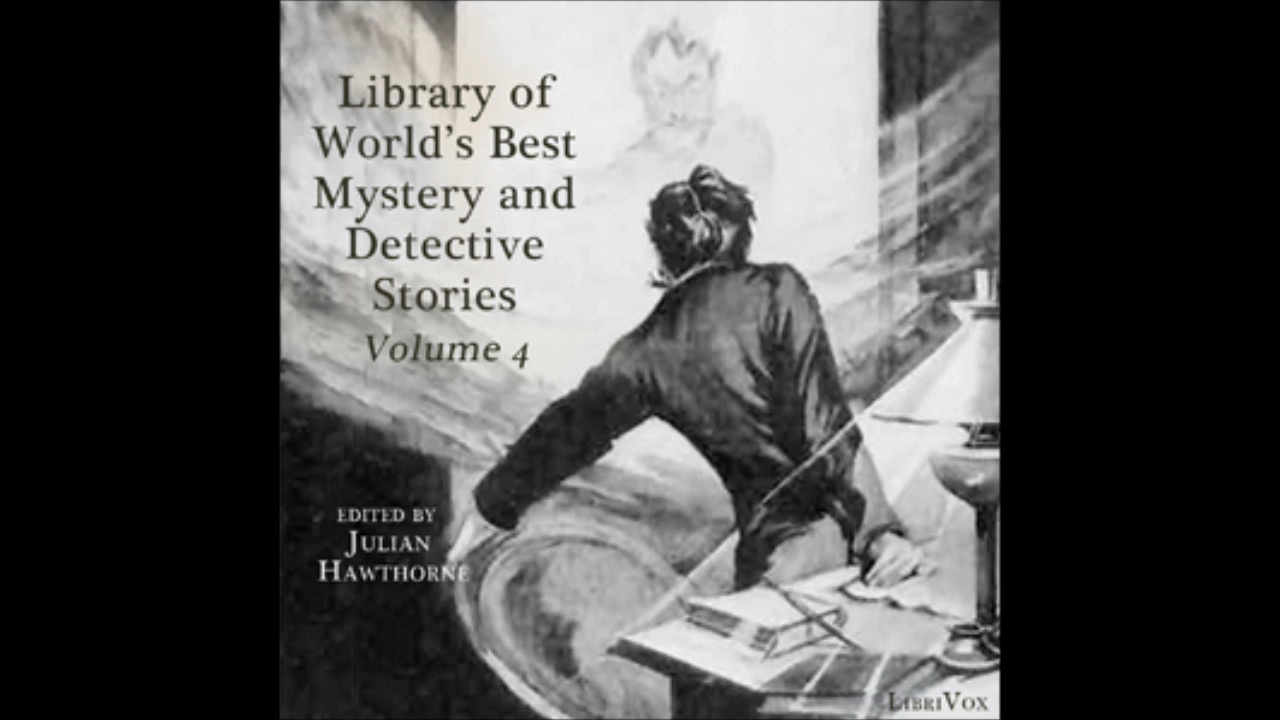 Library of
World's Best
Mystery and
Detective
Stories
Volume 4
EDITED BY
JULIAN
HAWTHORNE
LIBRIVOX